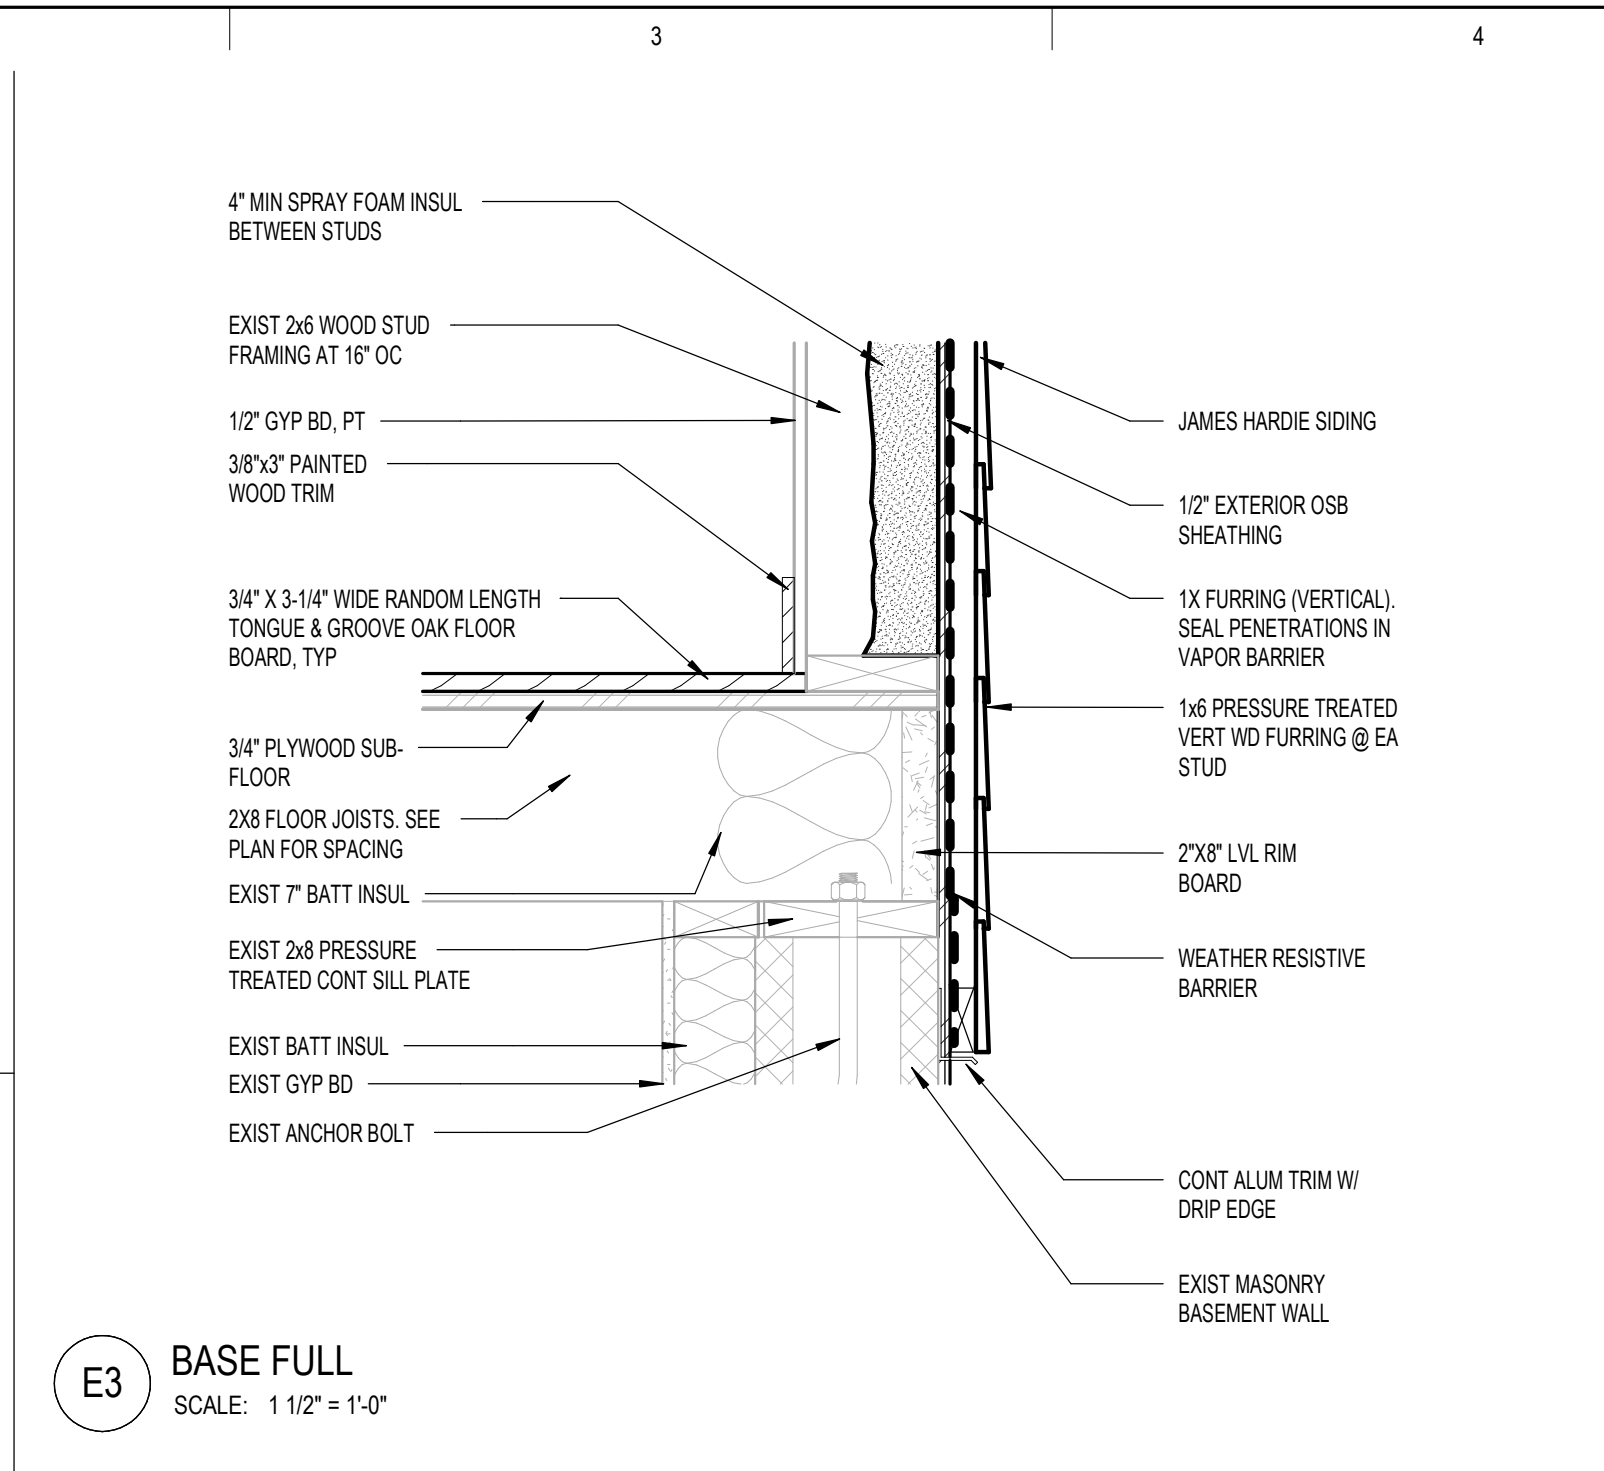 3
4
4" MIN SPRAY FOAM INSUL
BETWEEN STUDS
EXIST 2x6 WOOD STUD
FRAMING AT 16" OC
1/2" GYP BD, PT
3/8"x3" PAINTED
WOOD TRIM
3/4" X 3-1/4" WIDE RANDOM LENGTH
TONGUE & GROOVE OAK FLOOR
BOARD, TYP
3/4" PLYWOOD SUB-
FLOOR
2X8 FLOOR JOISTS. SEE
PLAN FOR SPACING
EXIST 7" BATT INSUL
EXIST 2x8 PRESSURE
TREATED CONT SILL PLATE
EXIST BATT INSUL
EXIST GYP BD
EXIST ANCHOR BOLT
JAMES HARDIE SIDING
1/2" EXTERIOR OSB
SHEATHING
1X FURRING (VERTICAL).
SEAL PENETRATIONS IN
VAPOR BARRIER
1x6 PRESSURE TREATED
VERT WD FURRING @ EA
STUD
2"X8" LVL RIM
BOARD
WEATHER RESISTIVE
BARRIER
CONT ALUM TRIM W/
DRIP EDGE
EXIST MASONRY
BASEMENT WALL
E3
BASE FULL
SCALE: 1 1/2" = 1'-0"